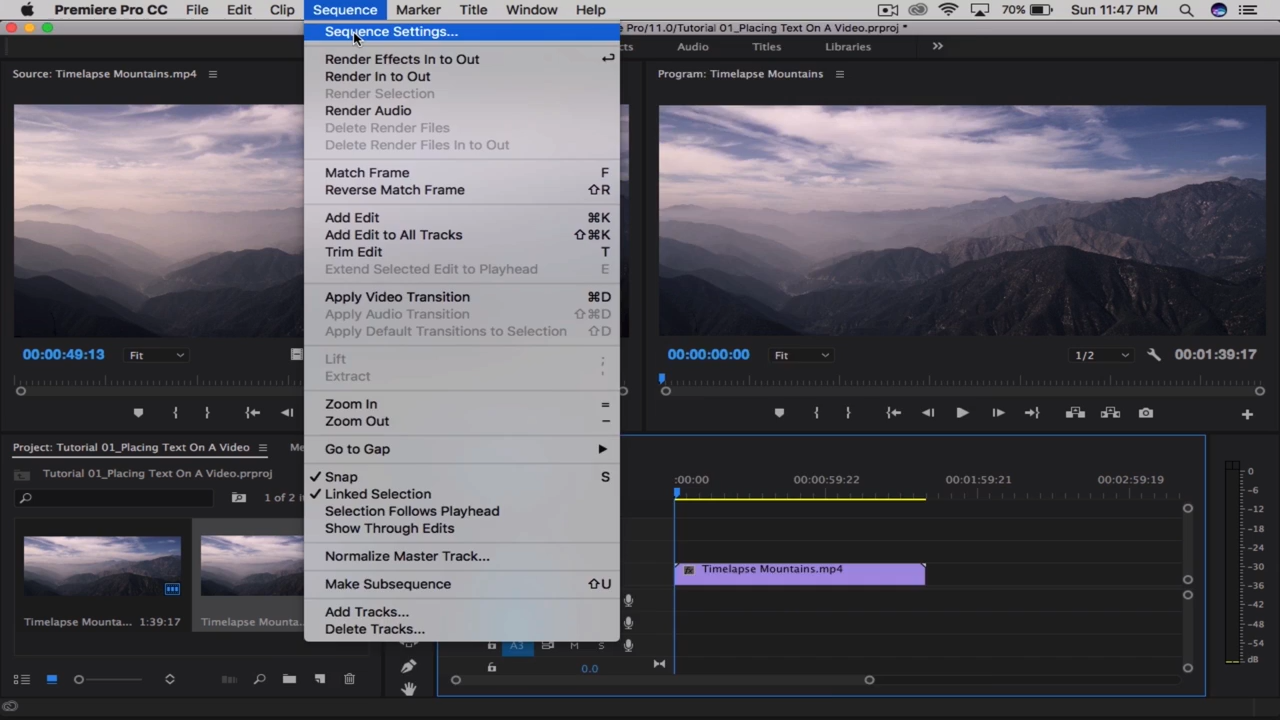 Premiere Pro CC File Edit Clip Sequence Marker Title Window Help 70% Sun 11:47 PM
Pro/11.0/Tutorial 01_Placing Text On A Video.prproj *
Audio Titles Libraries
Source: Timelapse Mountains.mp4
Program: Timelapse Mountains
Sequence Settings...
Render Effects In to Out
Render In to Out
Render Selection
Render Audio
Delete Render Files
Delete Render Files In to Out
Match Frame F
Reverse Match Frame ⇧R
Add Edit ⌘K
Add Edit to All Tracks ⇧⌘K
Trim Edit T
Extend Selected Edit to Playhead E
Apply Video Transition ⌘D
Apply Audio Transition ⇧⌘D
Apply Default Transitions to Selection ⇧D
Lift ;
Extract '
Zoom In =
Zoom Out -
Go to Gap
Snap S
Linked Selection
Selection Follows Playhead
Show Through Edits
Normalize Master Track...
Make Subsequence ⇧U
Add Tracks...
Delete Tracks...
00:00:49:13 Fit
00:00:00:00 Fit 1/2 00:01:39:17
Project: Tutorial 01_Placing Text On A Video
Tutorial 01_Placing Text On A Video.prproj
1 of 2
Timelapse Mounta... 1:39:17
Timelapse Mounta...
:00:00 00:00:59:22 00:01:59:21 00:02:59:19
Timelapse Mountains.mp4
A3 M S
0.0
0
-6
-12
-18
-24
-30
-36
-42
-48
-54
dB